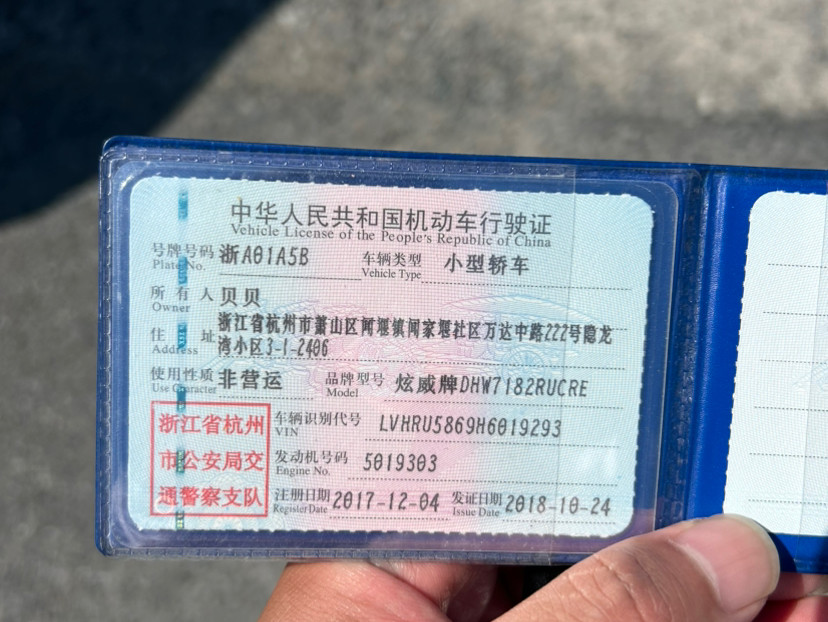 中华人民共和国机动车行驶证
Vehicle License of the People's Republic of China
号牌号码 浙A01A5B 车辆类型 小型轿车
Plate No. Vehicle Type
所有人 贝贝
Owner
住址 浙江省杭州市萧山区闻堰镇闻家堰社区万达中路222号隐龙
Address 湾小区3-1-2406
使用性质 非营运 品牌型号 炫威牌DHW7182RUCRE
Use Character Model
浙江省杭州 车辆识别代号 LVHRU5869H6019293
VIN
市公安局交 发动机号码 5019303
Engine No.
通警察支队 注册日期 2017-12-04 发证日期 2018-10-24
Register Date Issue Date